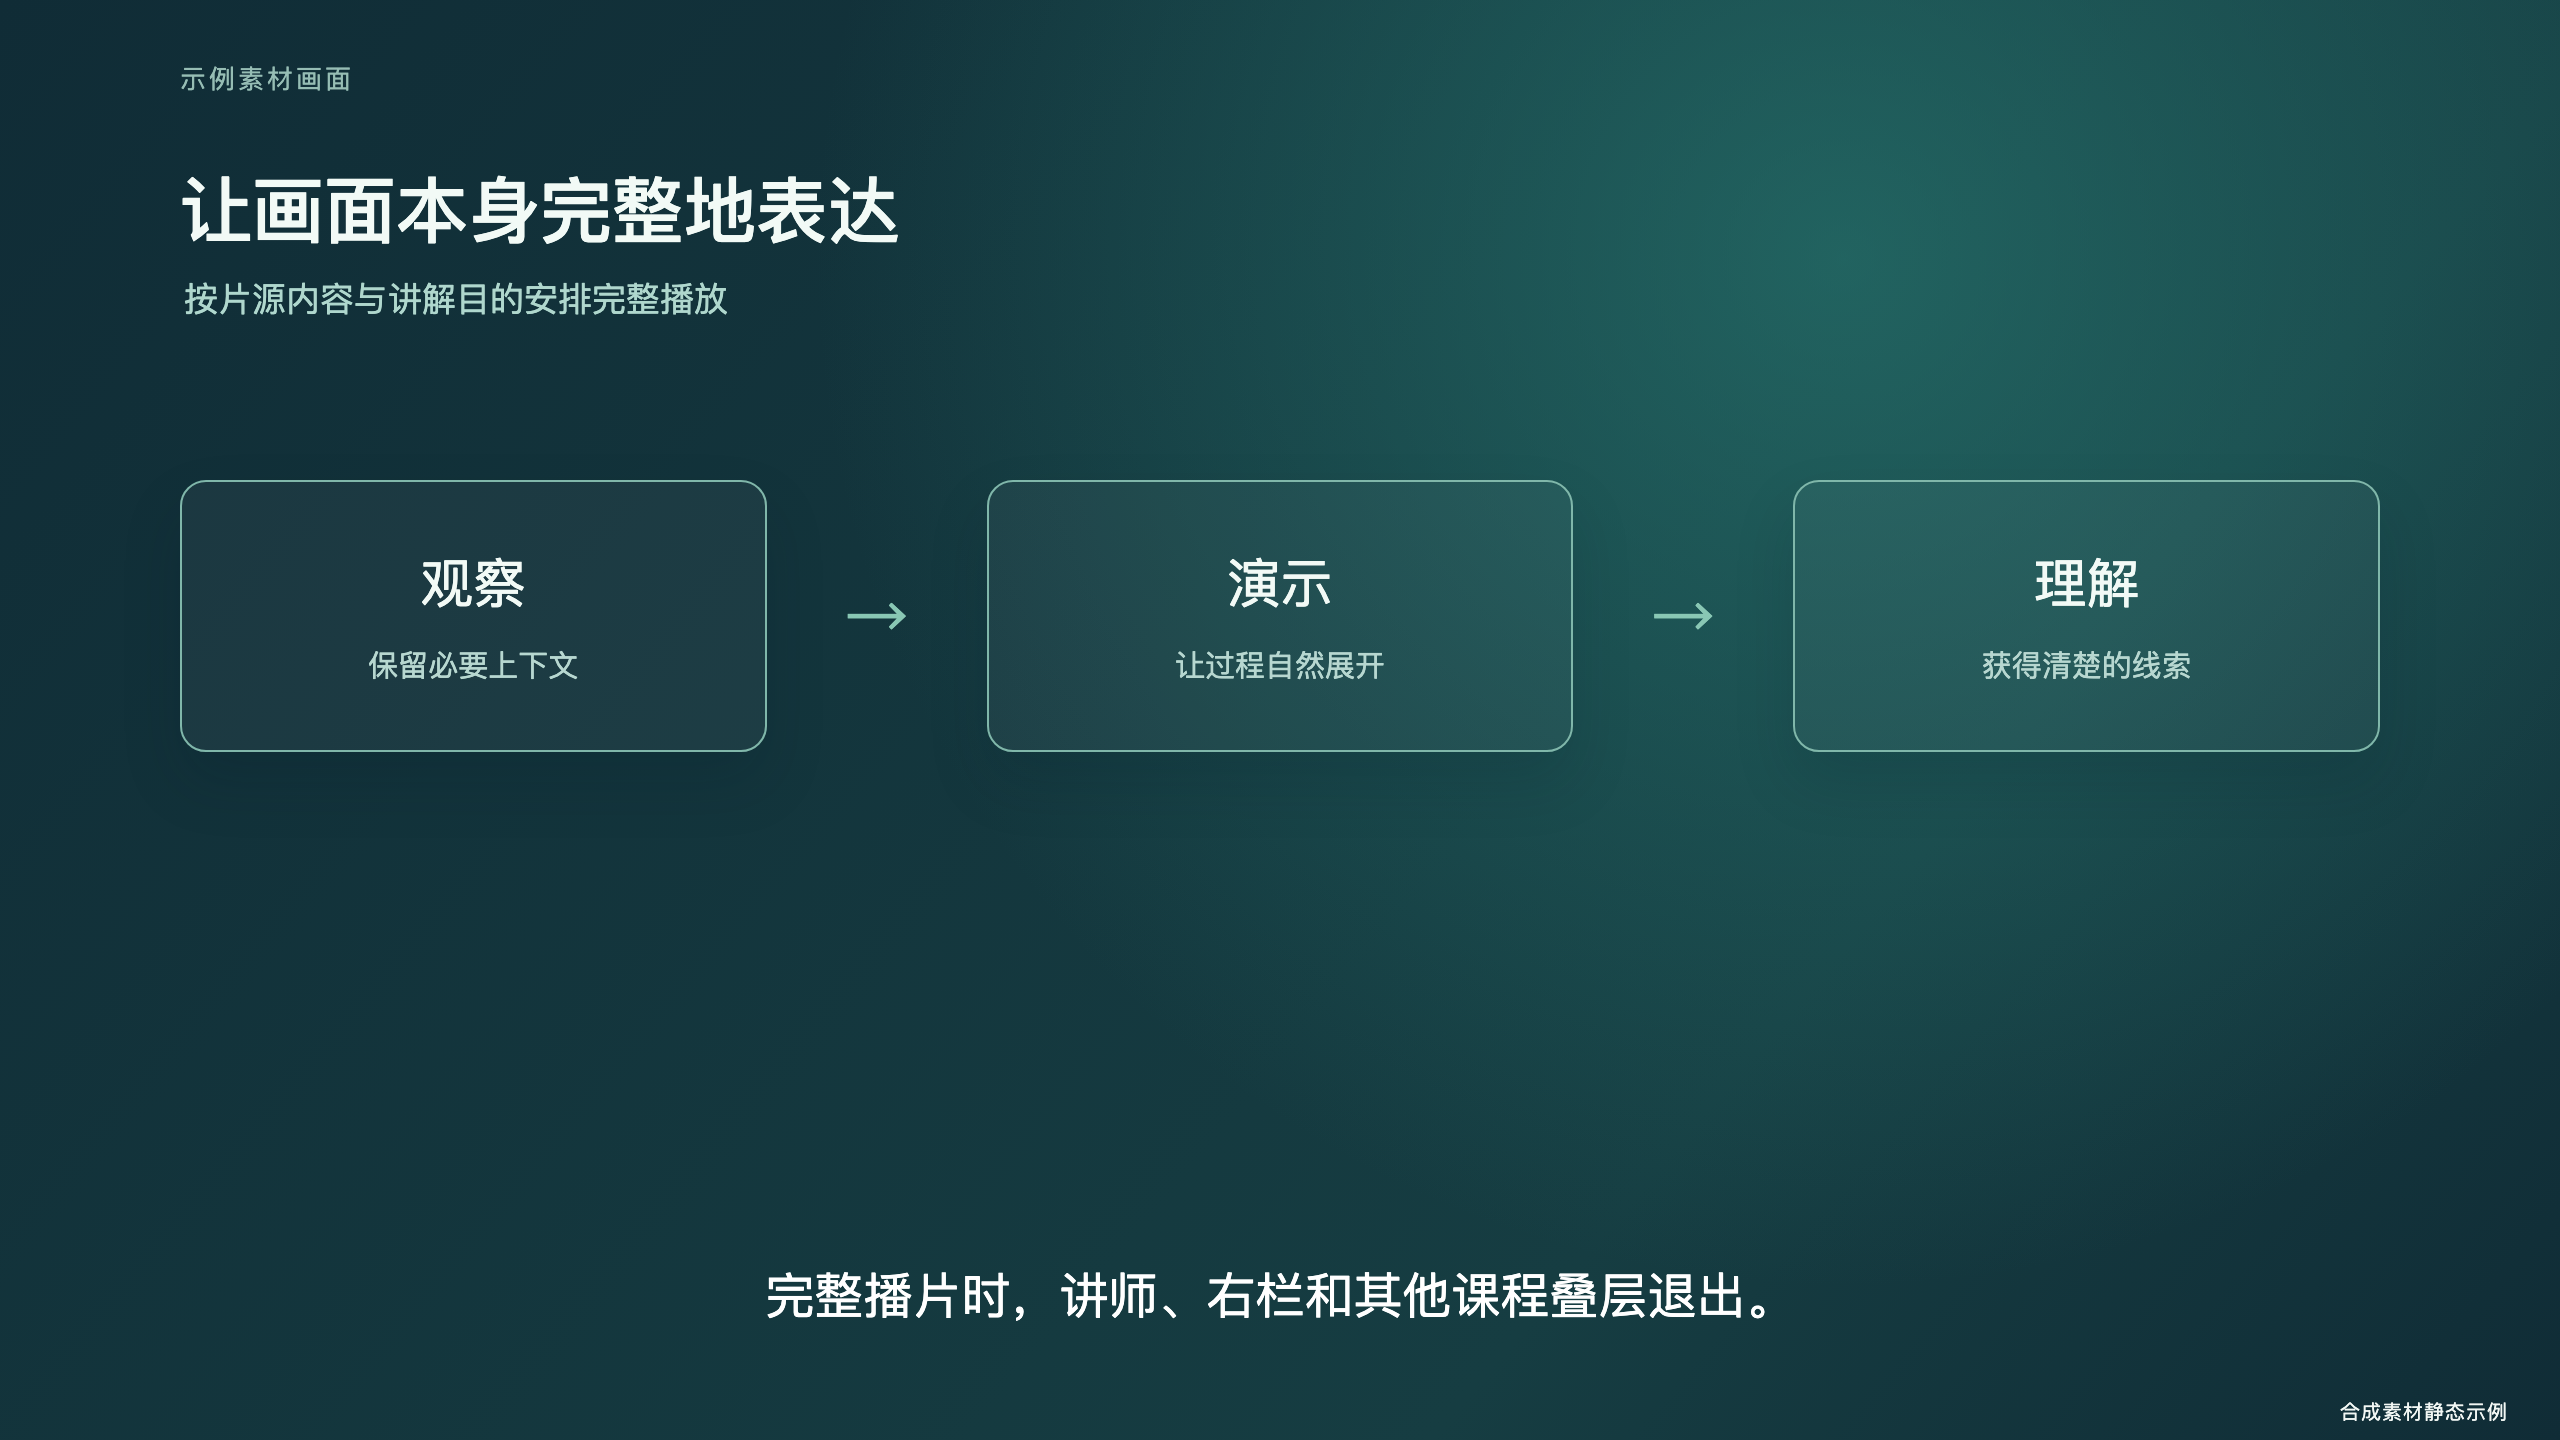 示例素材画面
让画面本身完整地表达
按片源内容与讲解目的安排完整播放
观察
保留必要上下文
→
演示
让过程自然展开
→
理解
获得清楚的线索
完整播片时，讲师、右栏和其他课程叠层退出。
合成素材静态示例